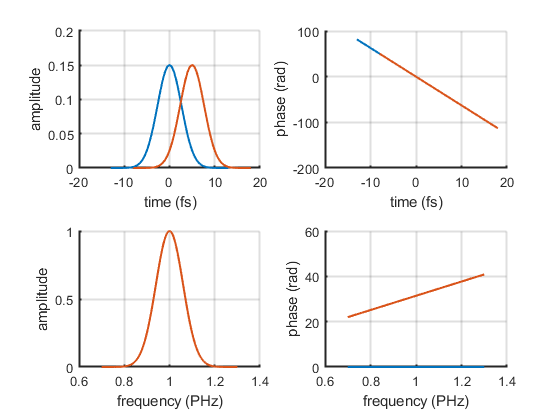 0.2
0.15
0.1
0.05
0
amplitude
-20 -10 0 10 20
time (fs)
100
0
-100
-200
phase (rad)
-20 -10 0 10 20
time (fs)
1
0.5
0
amplitude
0.6 0.8 1 1.2 1.4
frequency (PHz)
60
40
20
0
phase (rad)
0.6 0.8 1 1.2 1.4
frequency (PHz)